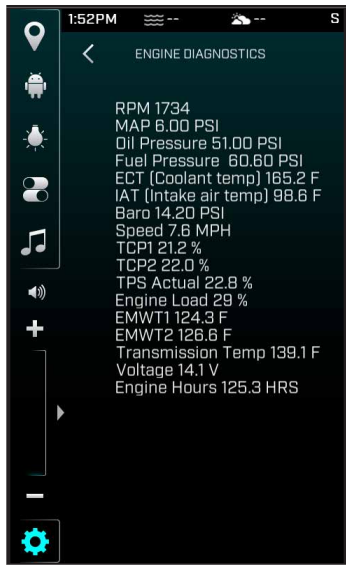 1:52PM -- -- S
ENGINE DIAGNOSTICS
RPM 1734
MAP 6.00 PSI
Oil Pressure 51.00 PSI
Fuel Pressure 60.60 PSI
ECT (Coolant temp) 165.2 F
IAT (Intake air temp) 98.6 F
Baro 14.20 PSI
Speed 7.6 MPH
TCP1 21.2 %
TCP2 22.0 %
TPS Actual 22.8 %
Engine Load 29 %
EMWT1 124.3 F
EMWT2 126.6 F
Transmission Temp 139.1 F
Voltage 14.1 V
Engine Hours 125.3 HRS